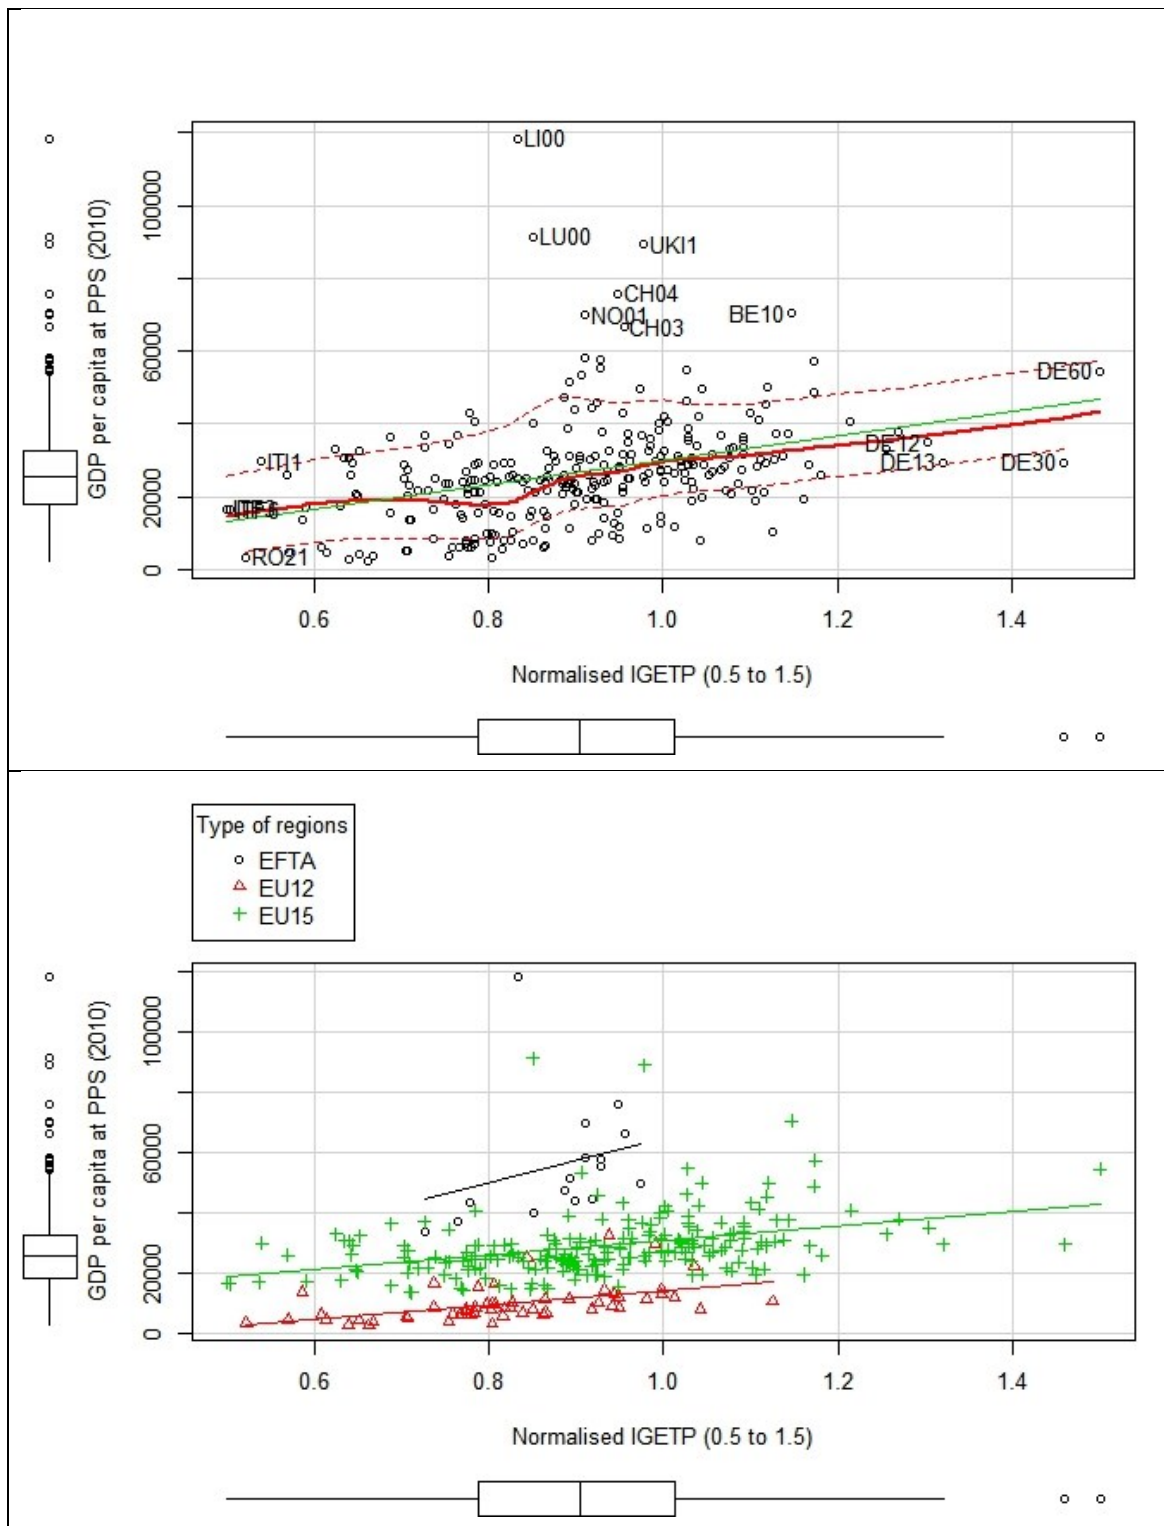 LI00
100000
LU00
UKI1
CH04
NO01
BE10
CH03
GDP per capita at PPS (2010)
60000
DE60
DE12
ITI1
DE13
DE30
20000
RO21
0
0.6 0.8 1.0 1.2 1.4
Normalised IGETP (0.5 to 1.5)
Type of regions
EFTA
EU12
EU15
100000
GDP per capita at PPS (2010)
60000
20000
0
0.6 0.8 1.0 1.2 1.4
Normalised IGETP (0.5 to 1.5)